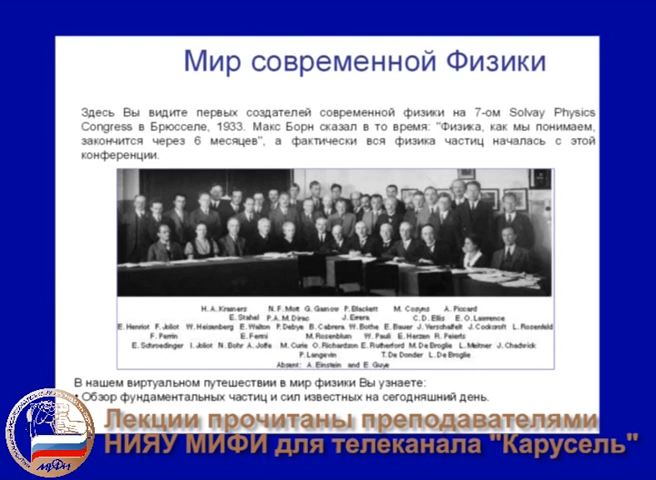 Мир современной Физики
Здесь Вы видите первых создателей современной физики на 7-ом Solvay Physics
Congress в Брюсселе, 1933. Макс Борн сказал в то время: "Физика, как мы понимаем,
закончится через 6 месяцев", а фактически вся физика частиц началась с этой
конференции.
H. A. Kramers N. F. Mott G. Gamow P. Blackett M. Cosyns A. Piccard
E. Stahel P. A. M. Dirac J. Errera C. D. Ellis E. O. Lawrence
E. Henriot F. Joliot W. Heisenberg E. Walton P. Debye B. Cabrera W. Bothe E. Bauer J. Verschaffelt J. Cockcroft L. Rosenfeld
F. Perrin E. Fermi M. Rosenblum W. Pauli E. Herzen R. Peierls
E. Schroedinger I. Joliot N. Bohr A. Joffe M. Curie O. Richardson E. Rutherford M. De Broglie L. Meitner J. Chadwick
P. Langevin T. De Donder L. De Broglie
Absent: A. Einstein and E. Guye
В нашем виртуальном путешествии в мир физики Вы узнаете:
• Обзор фундаментальных частиц и сил известных на сегодняшний день.
Лекции прочитаны преподавателями
НИЯУ МИФИ для телеканала "Карусель"
МИФИ